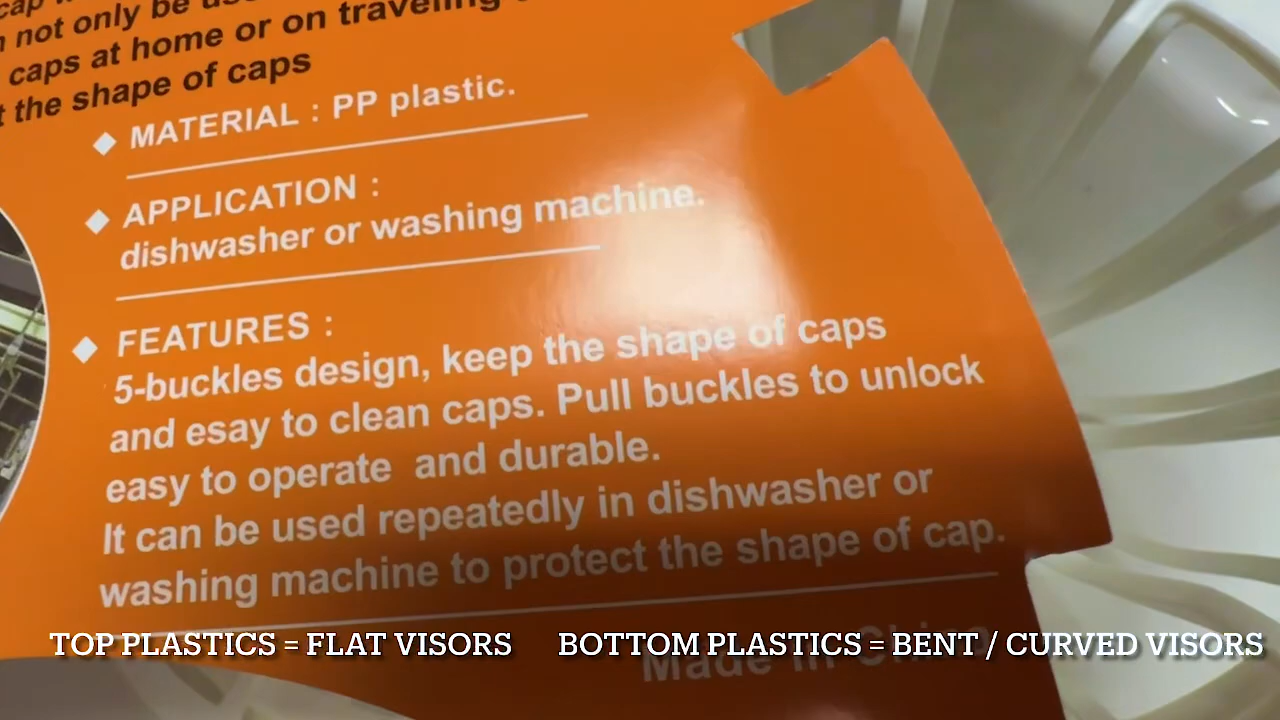 not only be
caps at home or on traveling
the shape of caps
MATERIAL : PP plastic.
APPLICATION :
dishwasher or washing machine.
FEATURES :
5-buckles design, keep the shape of caps
and esay to clean caps. Pull buckles to unlock
easy to operate and durable.
It can be used repeatedly in dishwasher or
washing machine to protect the shape of cap.
Made in China
TOP PLASTICS = FLAT VISORS BOTTOM PLASTICS = BENT / CURVED VISORS